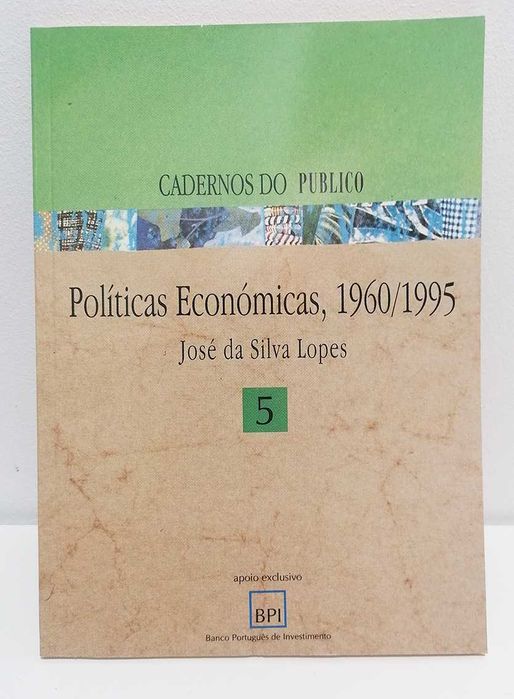 CADERNOS DO PUBLICO
Políticas Económicas, 1960/1995
José da Silva Lopes
5
apoio exclusivo
BPI
Banco Português de Investimento